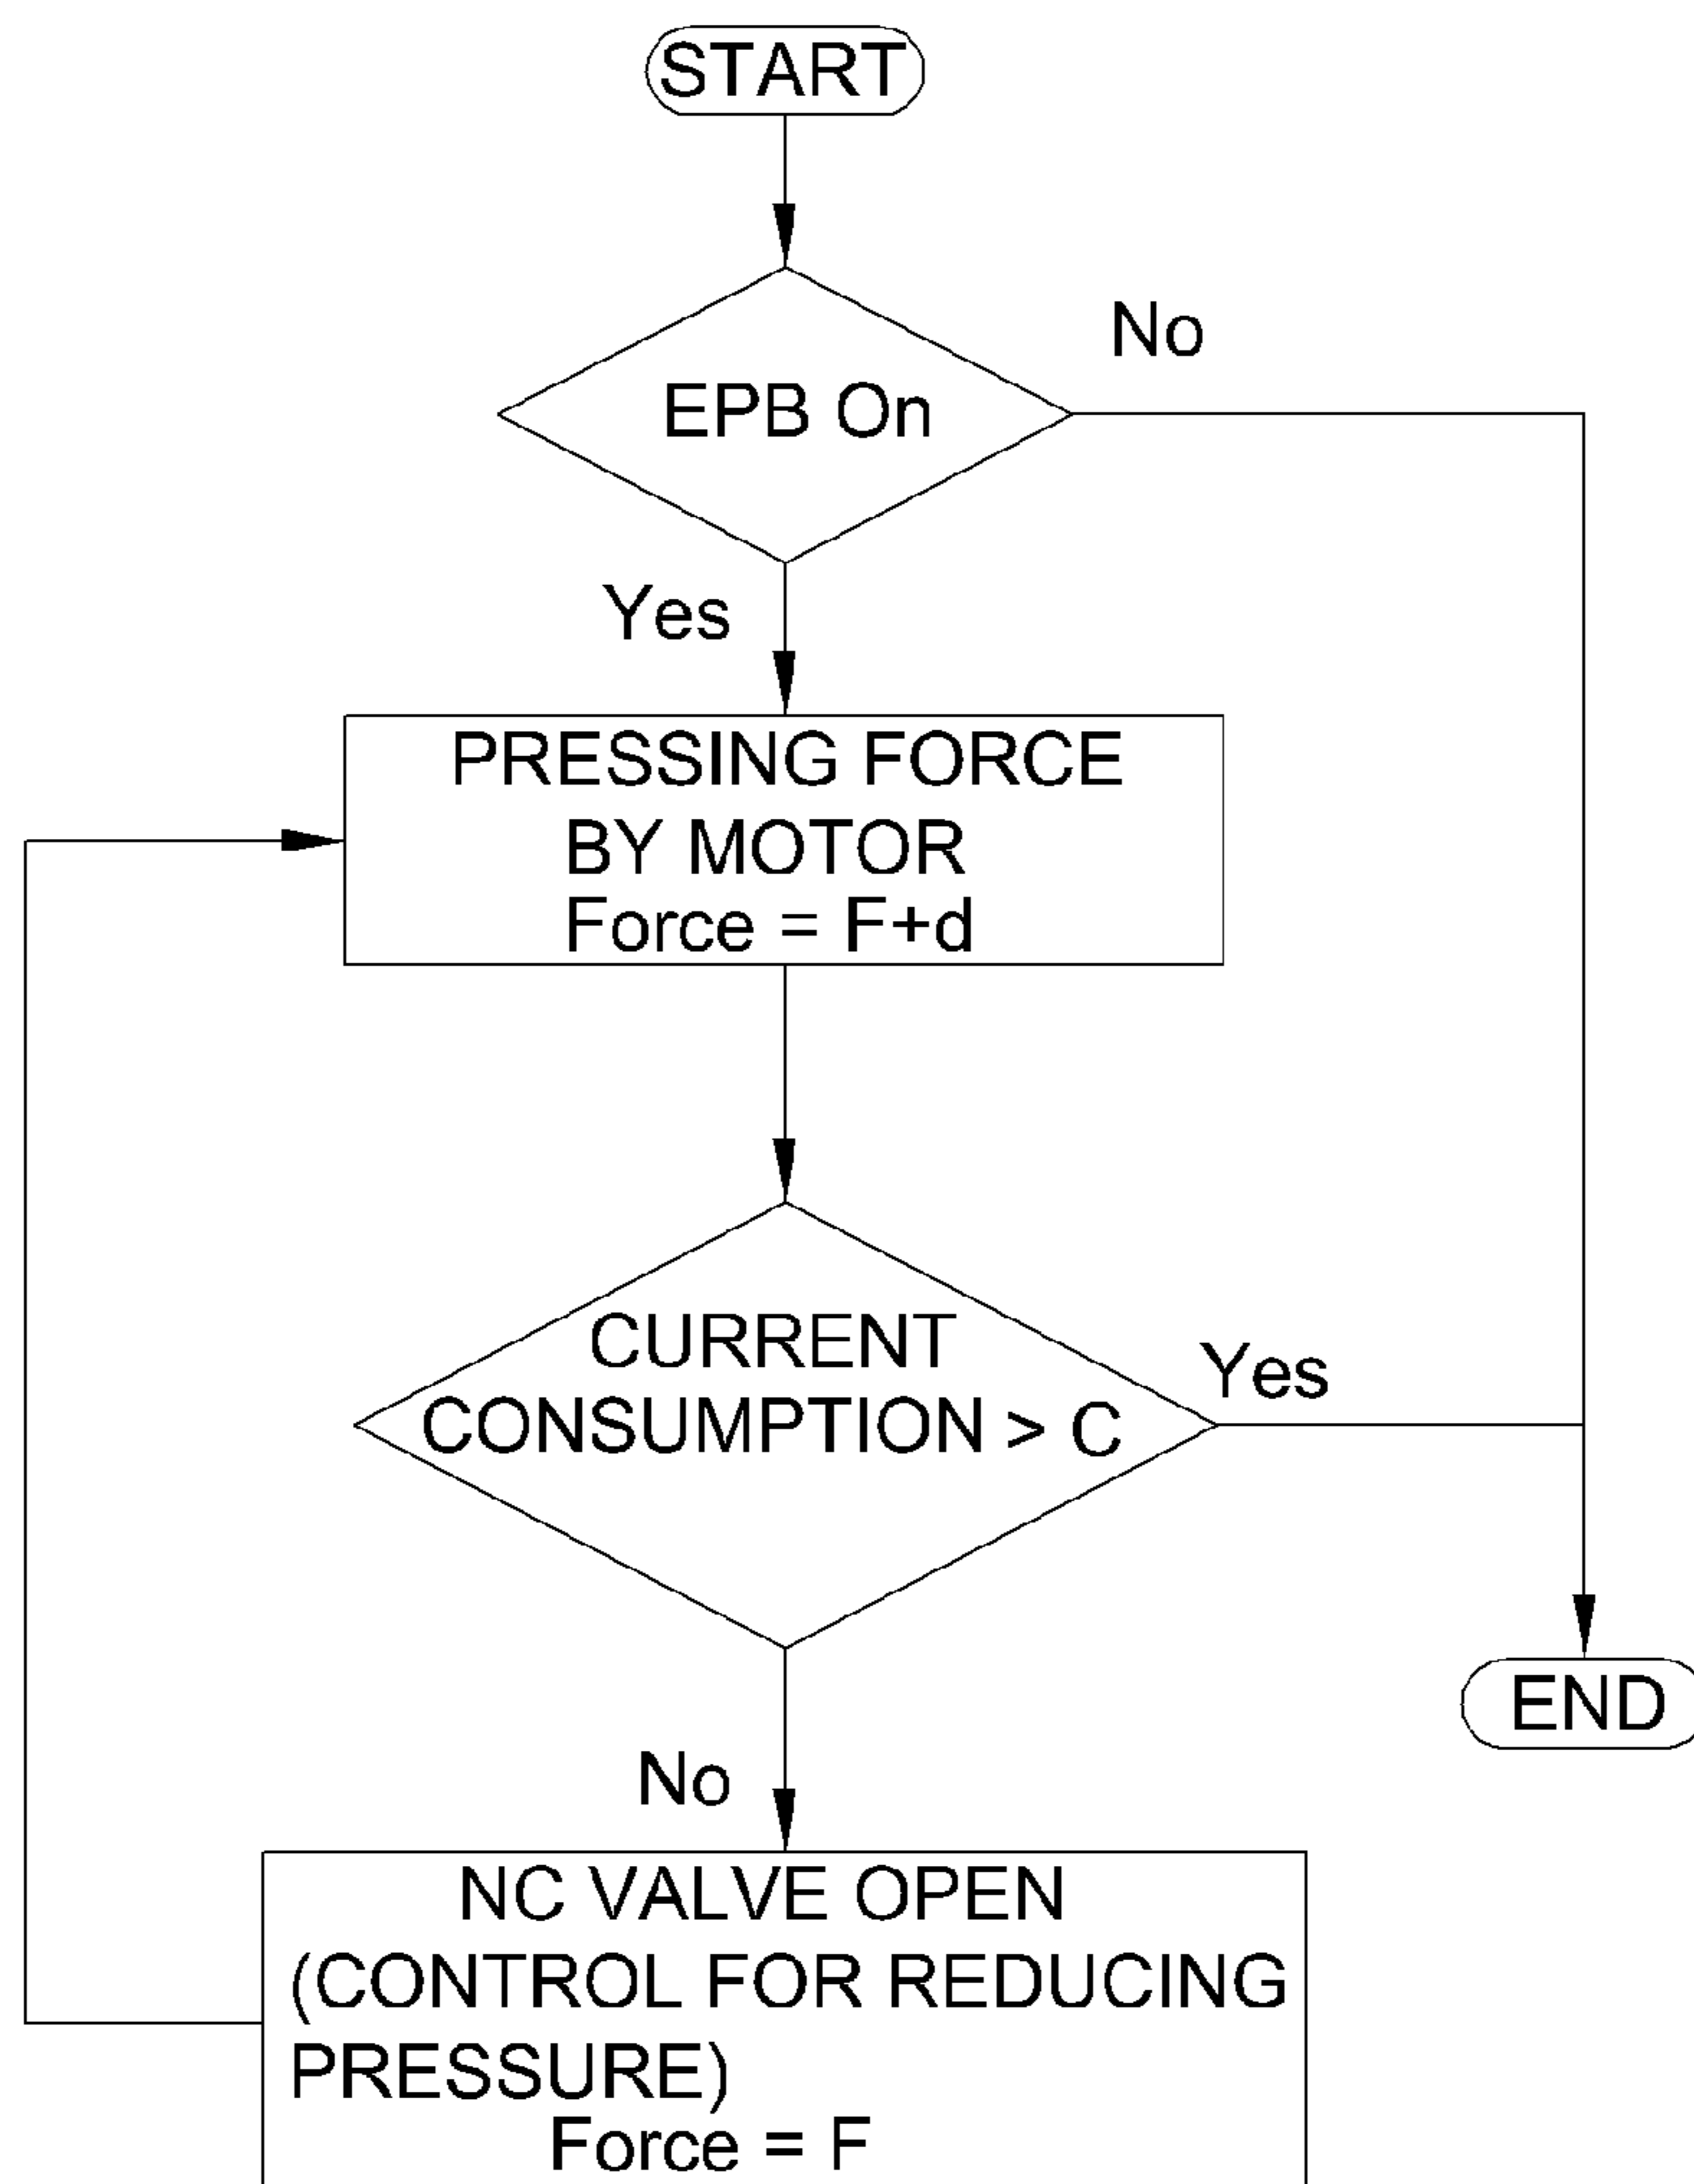 START
EPB On
No
Yes
PRESSING FORCE
BY MOTOR
Force = F+d
CURRENT
CONSUMPTION > C
Yes
END
No
NC VALVE OPEN
(CONTROL FOR REDUCING
PRESSURE)
Force = F